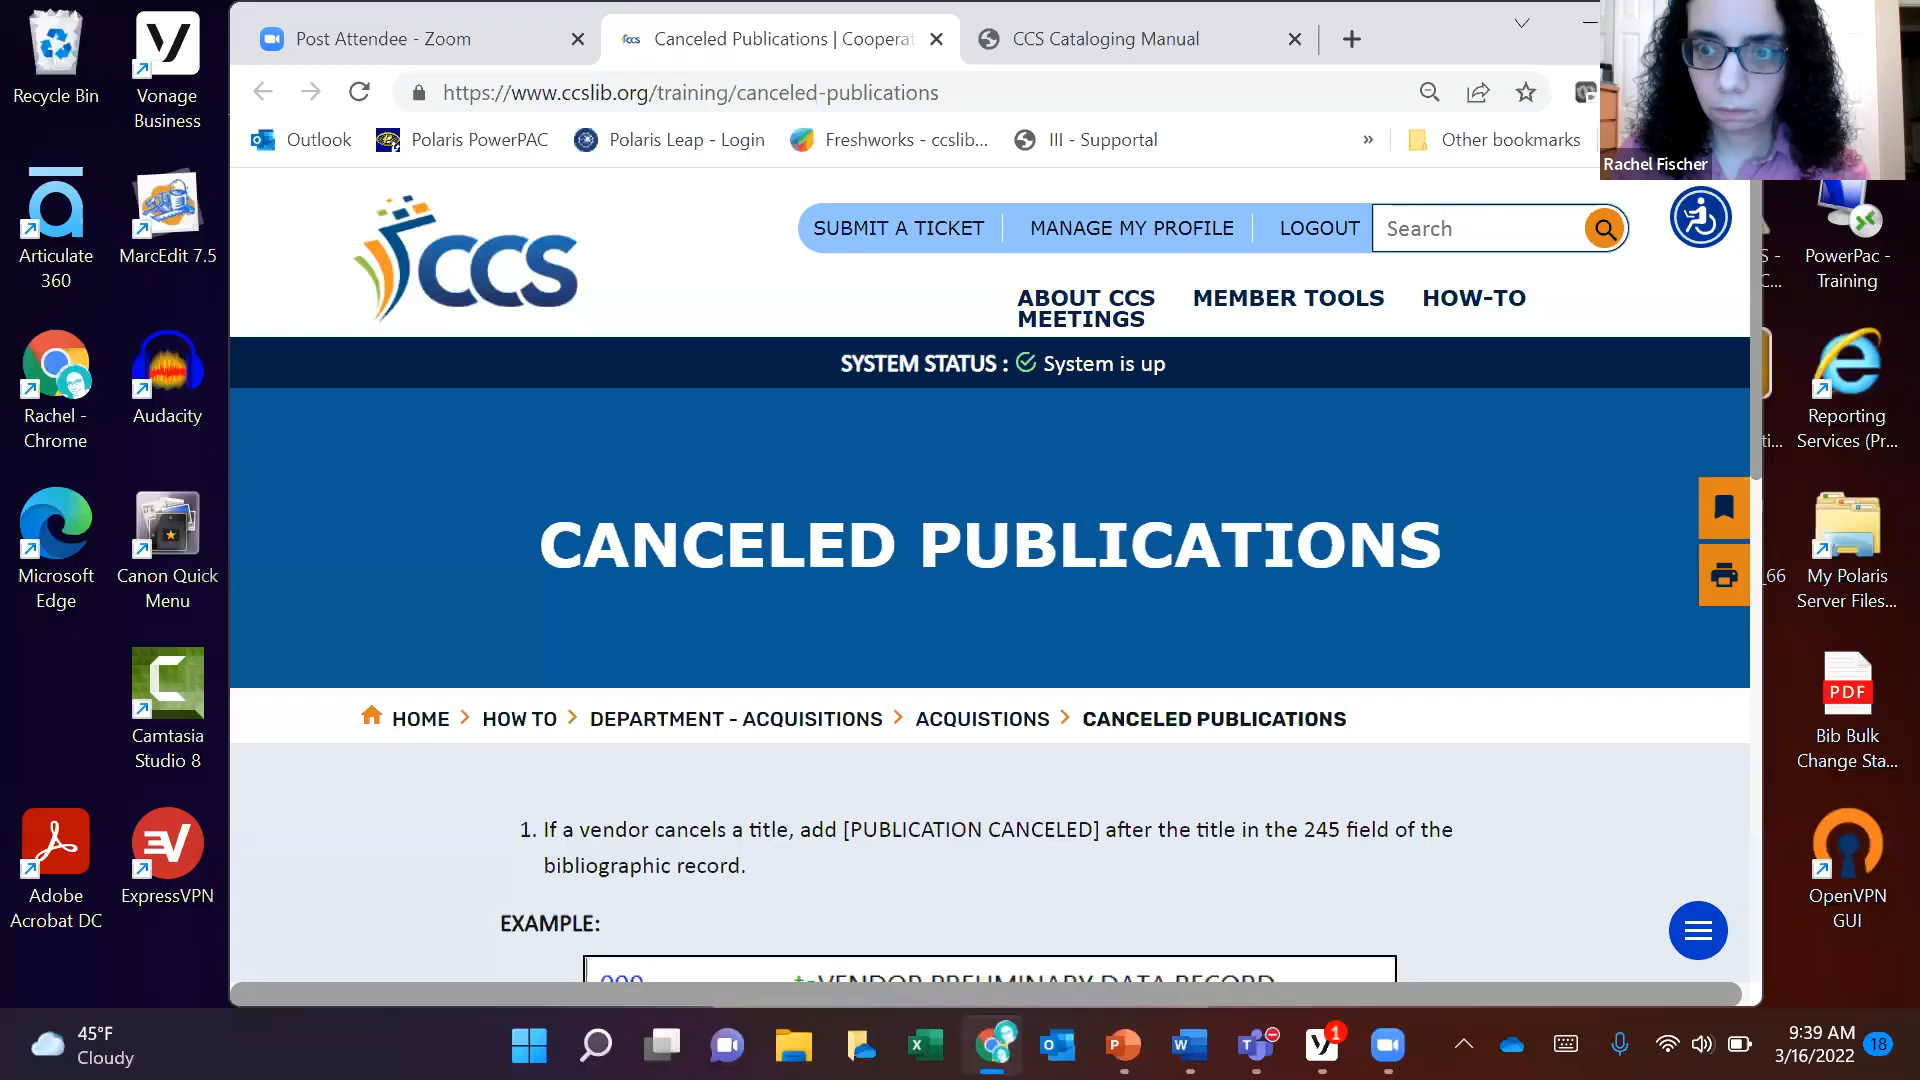 Post Attendee - Zoom
ccs
Canceled Publications | Cooperat
CCS Cataloging Manual
https://www.ccslib.org/training/canceled-publications
Outlook
Polaris PowerPAC
Polaris Leap - Login
Freshworks - ccslib...
III - Supportal
»
Other bookmarks
Rachel Fischer
CCS
SUBMIT A TICKET
MANAGE MY PROFILE
LOGOUT
Search
ABOUT CCS
MEMBER TOOLS
HOW-TO
MEETINGS
SYSTEM STATUS : System is up
CANCELED PUBLICATIONS
HOME
HOW TO
DEPARTMENT - ACQUISITIONS
ACQUISTIONS
CANCELED PUBLICATIONS
1. If a vendor cancels a title, add [PUBLICATION CANCELED] after the title in the 245 field of the
bibliographic record.
EXAMPLE:
Recycle Bin
Vonage
Business
Articulate
360
MarcEdit 7.5
Rachel -
Chrome
Audacity
Microsoft
Edge
Canon Quick
Menu
Camtasia
Studio 8
Adobe
Acrobat DC
ExpressVPN
PowerPac -
Training
Reporting
Services (Pr...
My Polaris
Server Files...
PDF
Bib Bulk
Change Sta...
OpenVPN
GUI
45°F
Cloudy
1
9:39 AM
3/16/2022
18